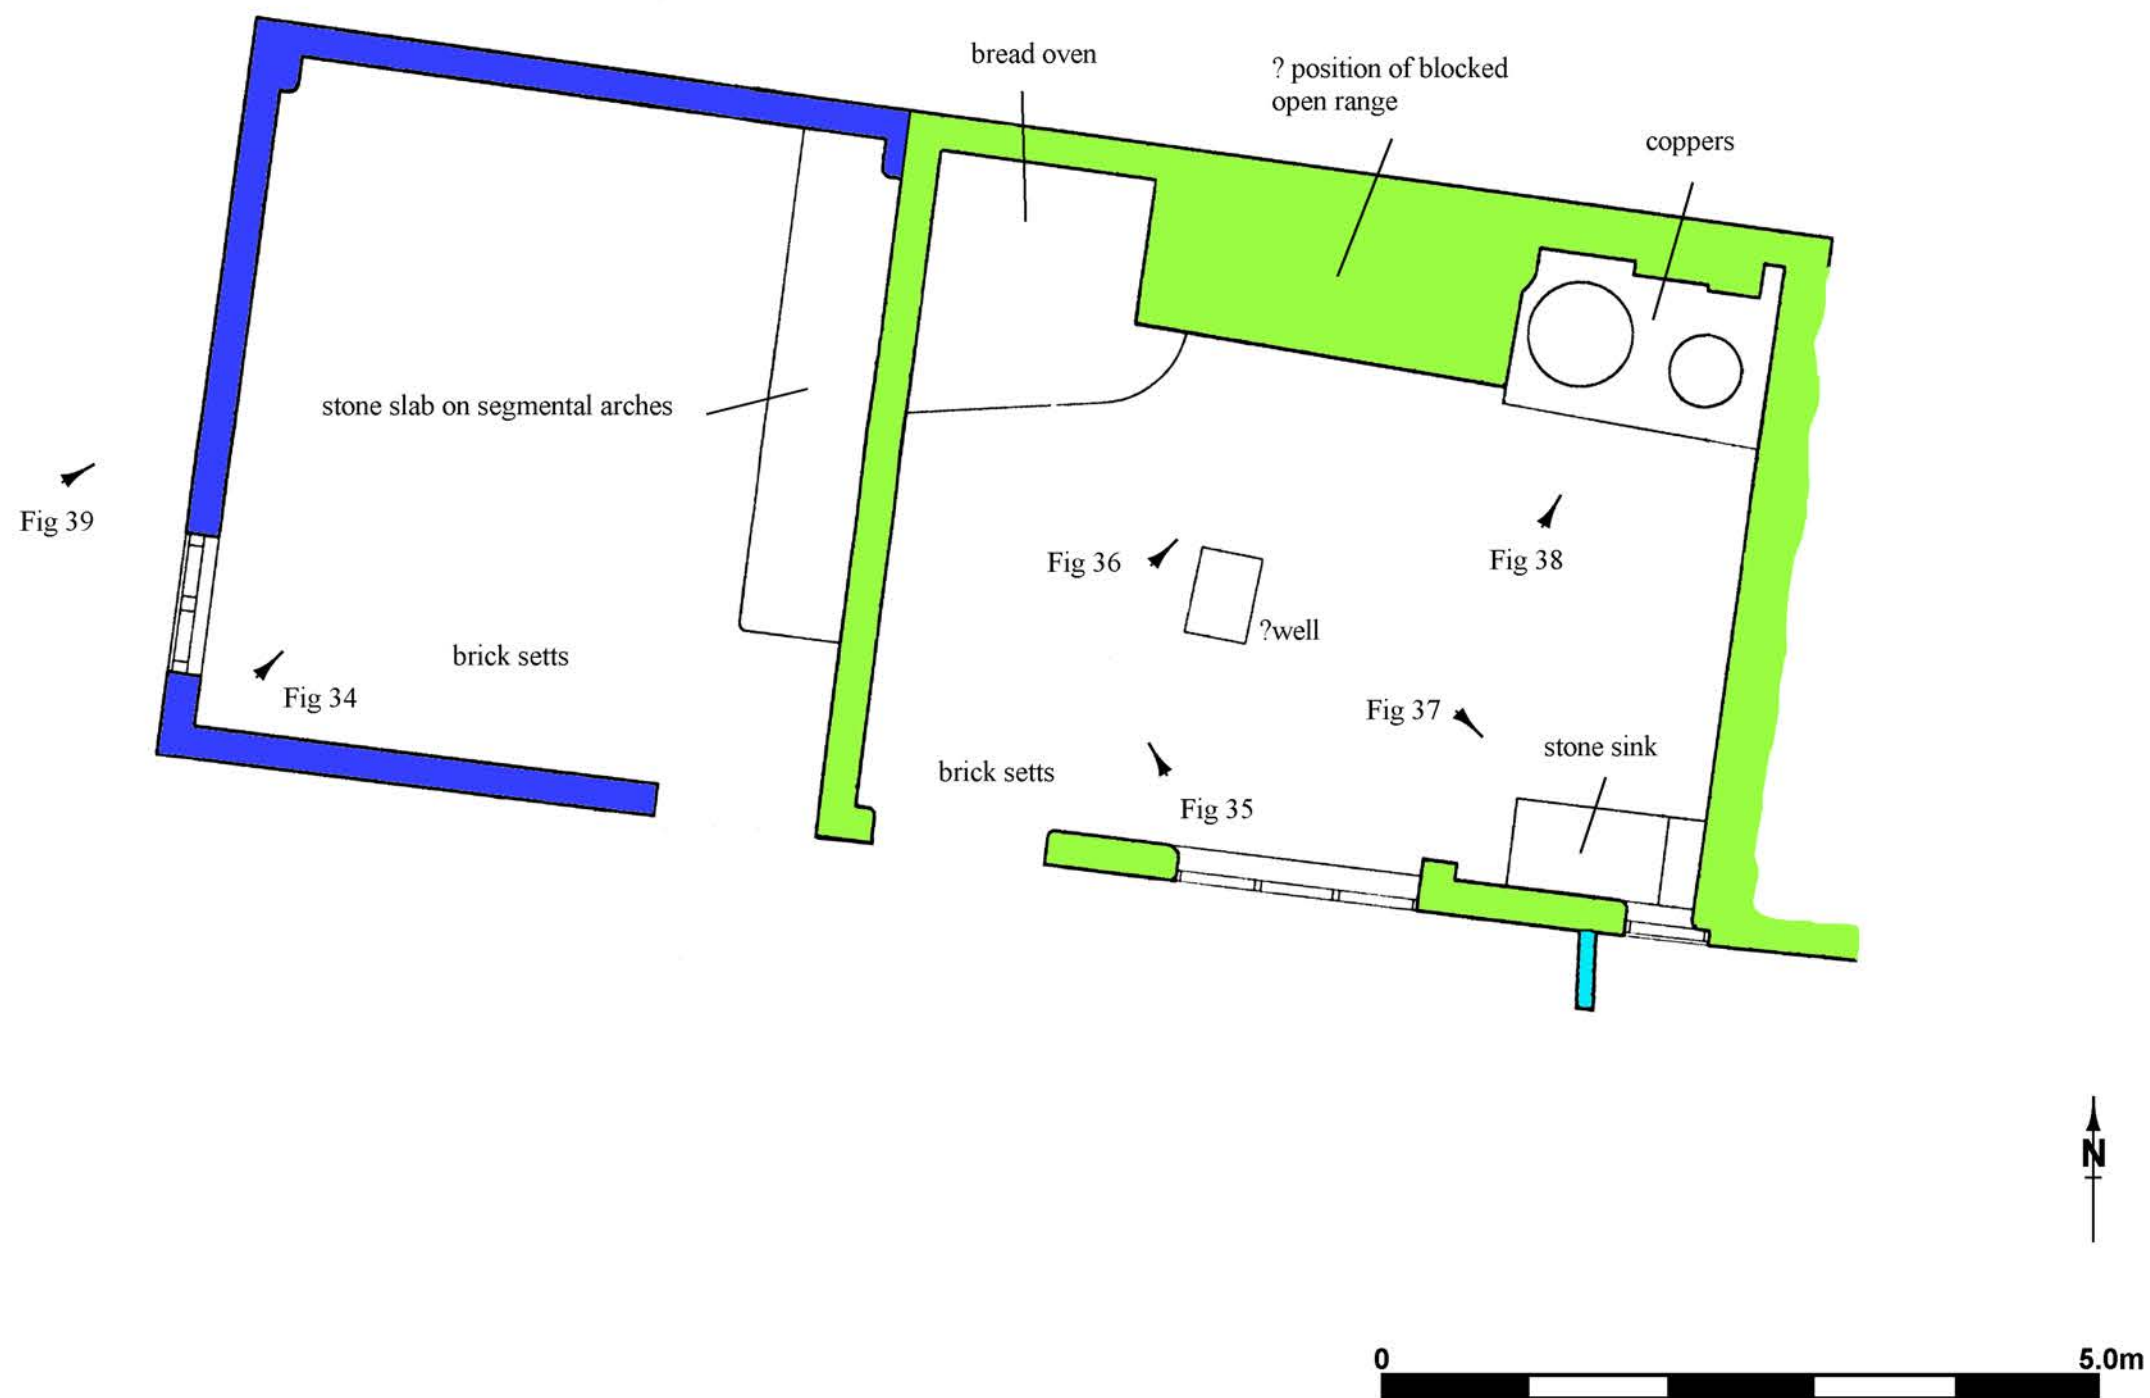 bread oven
? position of blocked
open range
coppers
stone slab on segmental arches
Fig 39
Fig 36
Fig 38
?well
brick setts
Fig 34
Fig 37
stone sink
brick setts
Fig 35
N
0
5.0m